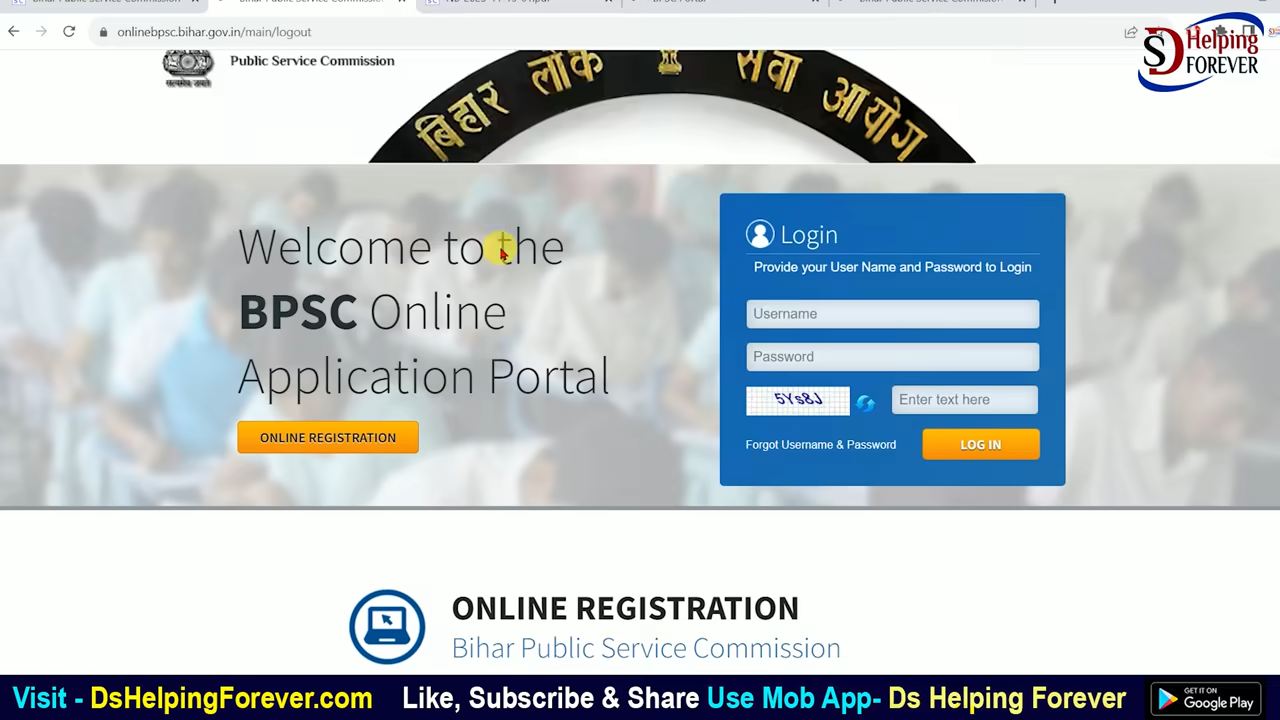 onlinebpsc.bihar.gov.in/main/logout
DS Helping
FOREVER
Public Service Commission
सत्यमेव जयते
बिहार लोक सेवा आयोग
Welcome to the
BPSC Online
Application Portal
ONLINE REGISTRATION
Login
Provide your User Name and Password to Login
Username
Password
5Ys8J
Enter text here
Forgot Username & Password
LOG IN
ONLINE REGISTRATION
Bihar Public Service Commission
Visit - DsHelpingForever.com Like, Subscribe & Share Use Mob App- Ds Helping Forever
GET IT ON
Google Play